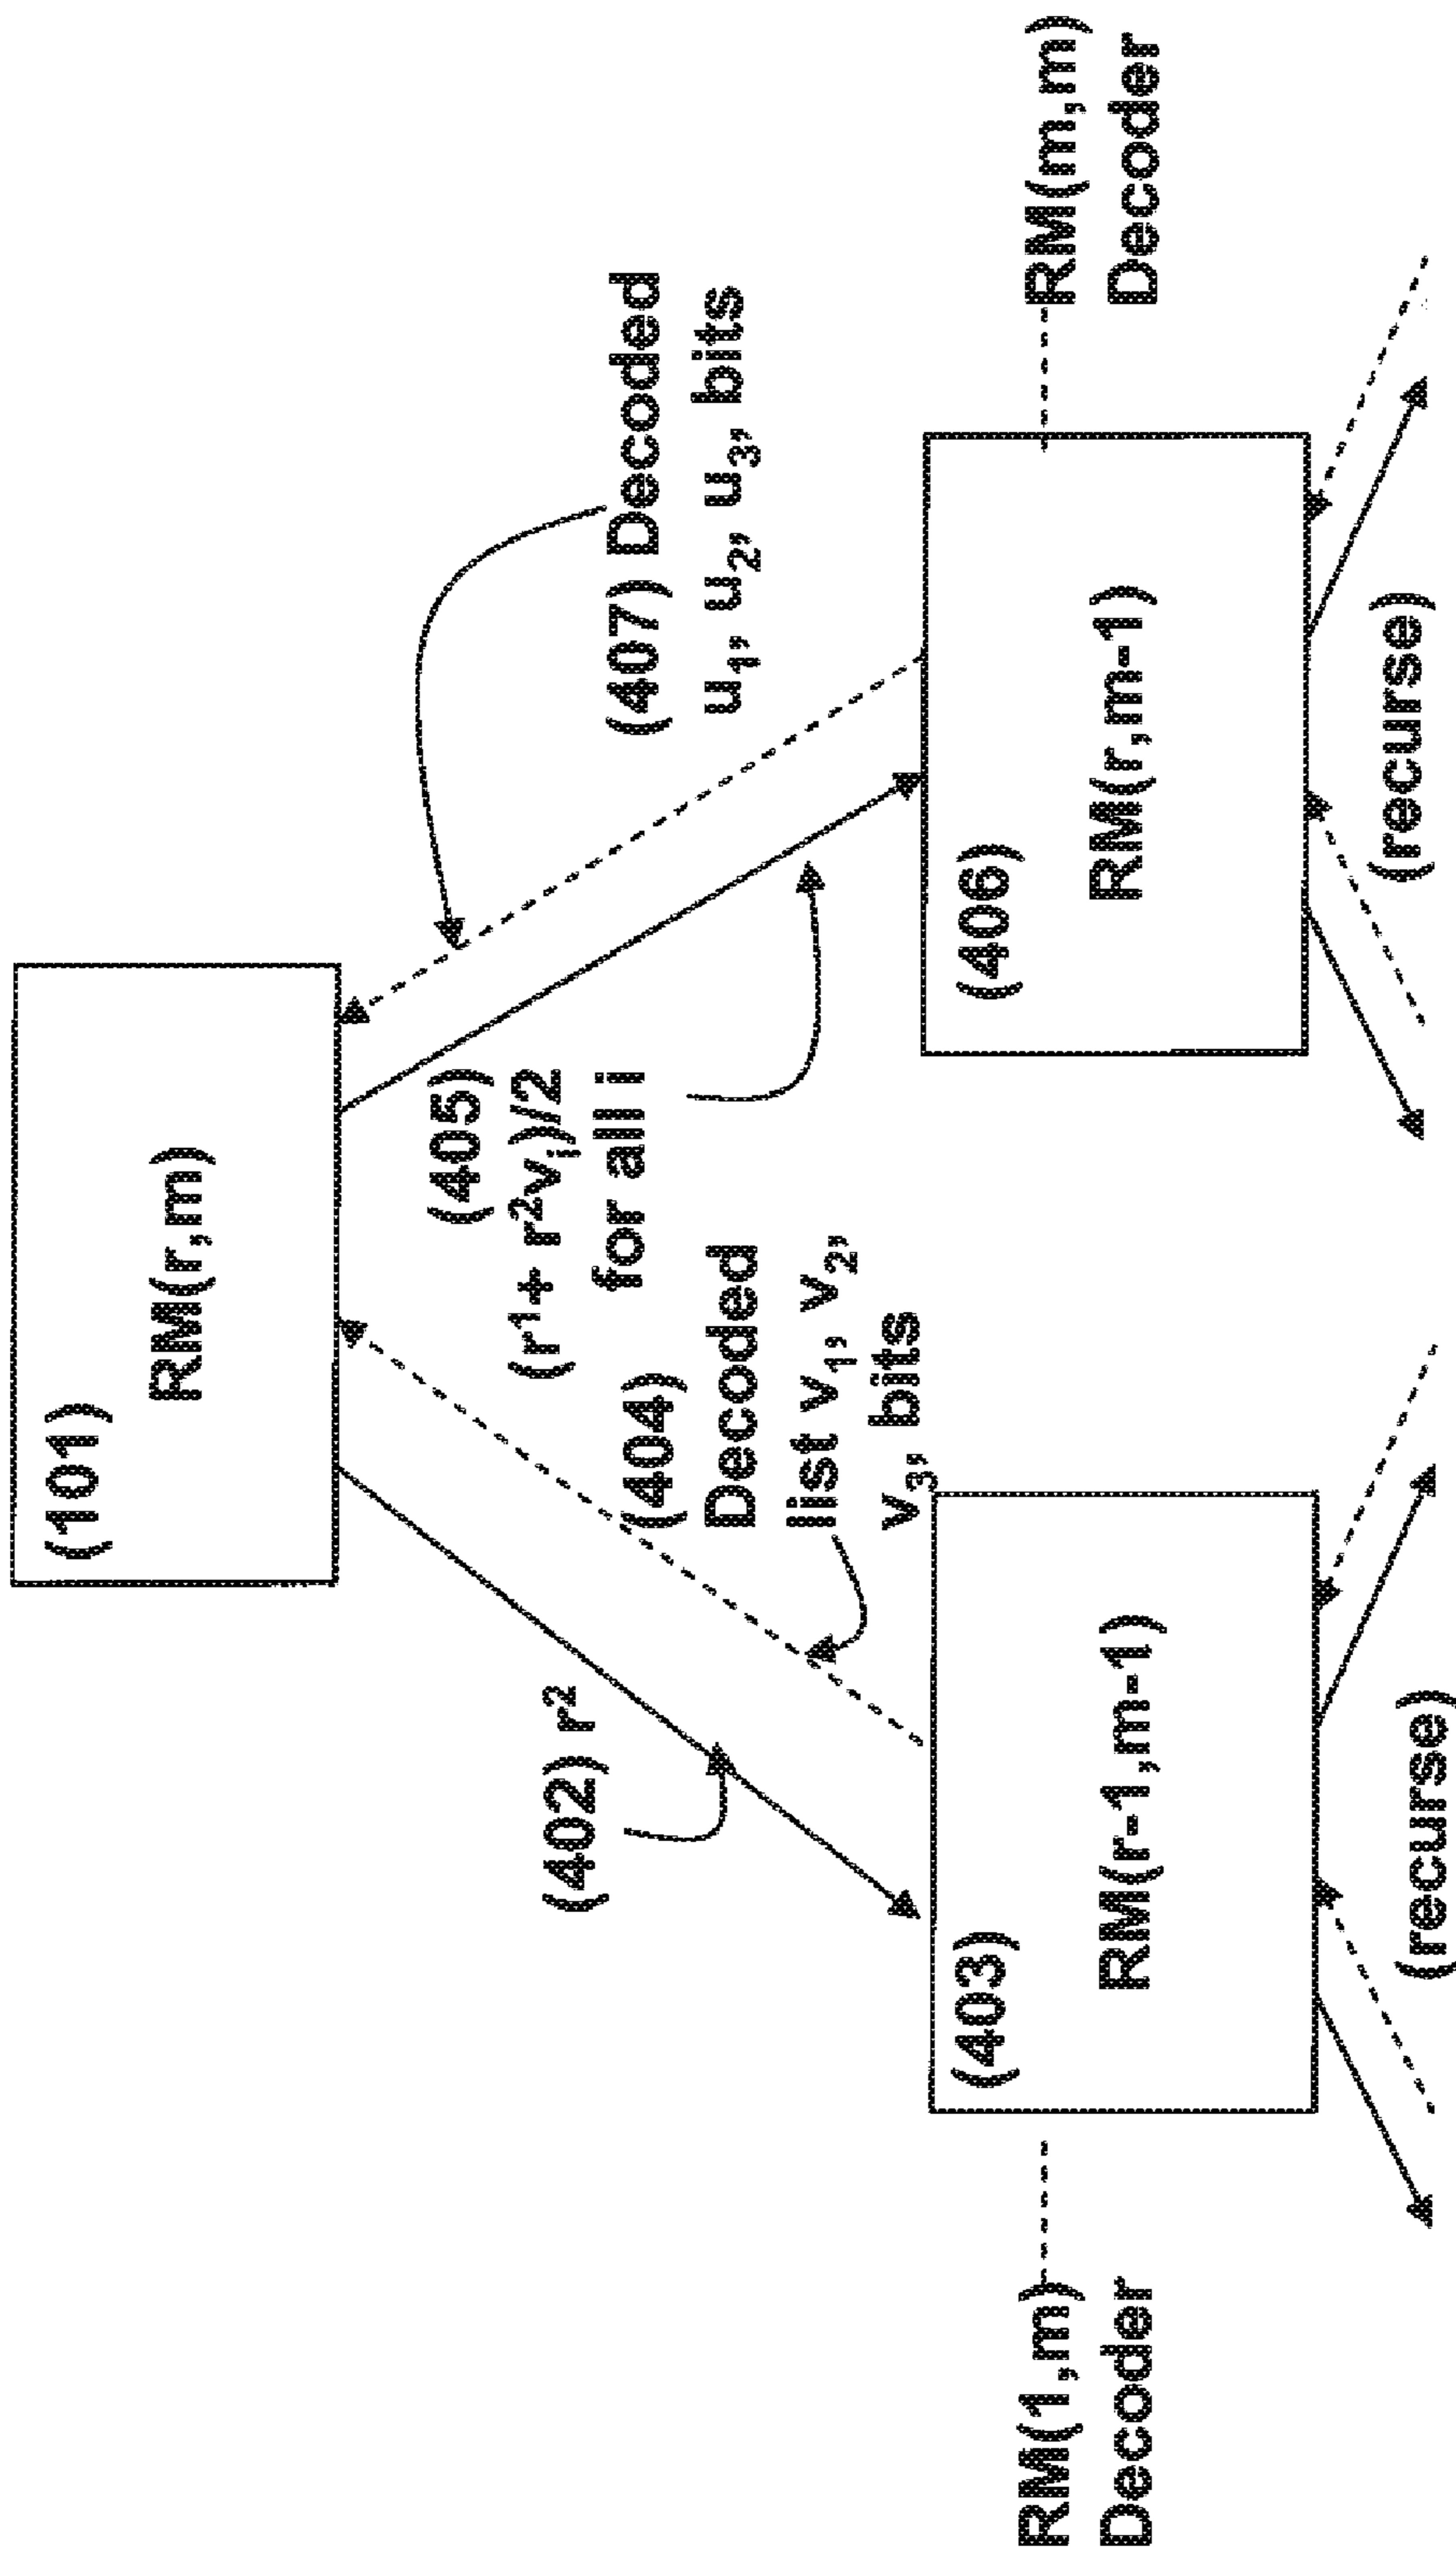 (101)
RM(r,m)
(402) r²
(404)
Decoded
list v₁, v₂,
v₃, bits
(405)
(r¹+ r²vᵢ)/2
for all i
(407) Decoded
u₁, u₂, u₃, bits
RM(1,m)
Decoder
(403)
RM(r-1,m-1)
(406)
RM(r,m-1)
RM(m,m)
Decoder
(recurse)
(recurse)